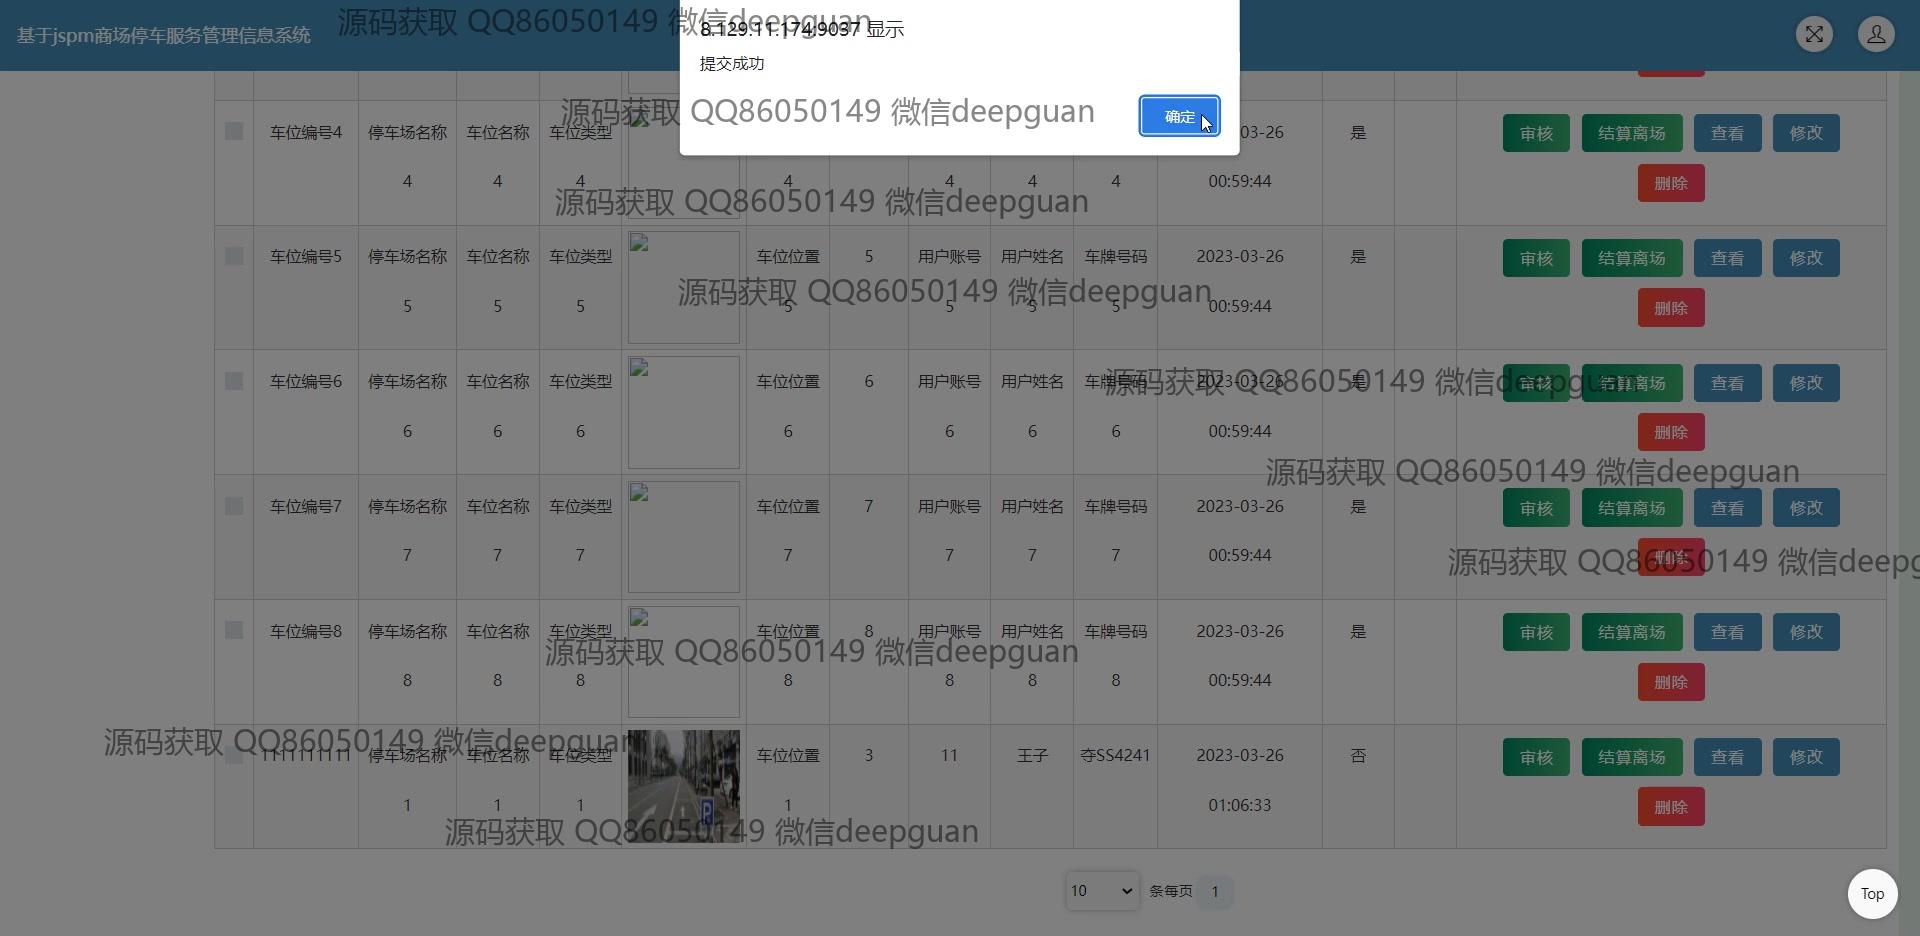 基于jspm商场停车服务管理信息系统
源码获取 QQ86050149 微信deepguan
8.129.11.174:9037 显示
提交成功
源码获取 QQ86050149 微信deepguan
确定
车位编号4 停车场名称4 车位名称4 车位类型4 4 4 4 4 03-26 00:59:44 是 审核 结算离场 查看 修改 删除
源码获取 QQ86050149 微信deepguan
车位编号5 停车场名称5 车位名称5 车位类型5 车位位置5 5 用户账号5 用户姓名5 车牌号码5 2023-03-26 00:59:44 是 审核 结算离场 查看 修改 删除
源码获取 QQ86050149 微信deepguan
车位编号6 停车场名称6 车位名称6 车位类型6 车位位置6 6 用户账号6 用户姓名6 车牌号码6 2023-03-26 00:59:44 是 审核 结算离场 查看 修改 删除
源码获取 QQ86050149 微信deepguan
源码获取 QQ86050149 微信deepguan
车位编号7 停车场名称7 车位名称7 车位类型7 车位位置7 7 用户账号7 用户姓名7 车牌号码7 2023-03-26 00:59:44 是 审核 结算离场 查看 修改 删除
源码获取 QQ86050149 微信deepg
车位编号8 停车场名称8 车位名称8 车位类型8 车位位置8 8 用户账号8 用户姓名8 车牌号码8 2023-03-26 00:59:44 是 审核 结算离场 查看 修改 删除
源码获取 QQ86050149 微信deepguan
源码获取 QQ86050149 微信deepguan
1111111111 停车场名称1 车位名称1 车位类型1 车位位置1 3 11 王子 夺SS4241 2023-03-26 01:06:33 否 审核 结算离场 查看 修改 删除
P
源码获取 QQ86050149 微信deepguan
10 条每页 1
Top